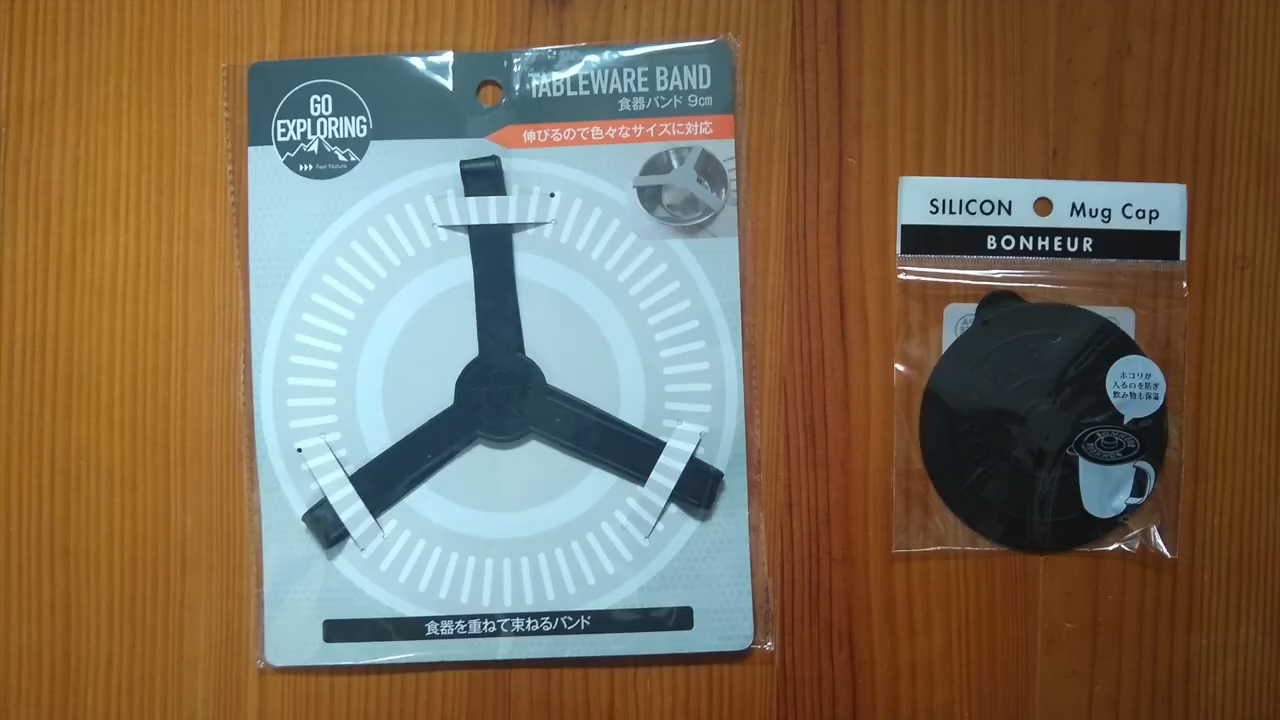 GO
EXPLORING
Feel Nature
TABLEWARE BAND
食器バンド 9cm
伸びるので色々なサイズに対応
食器を重ねて束ねるバンド
SILICON Mug Cap
BONHEUR
ホコリが
入るのを防ぎ
飲み物も保温
BONHEUR